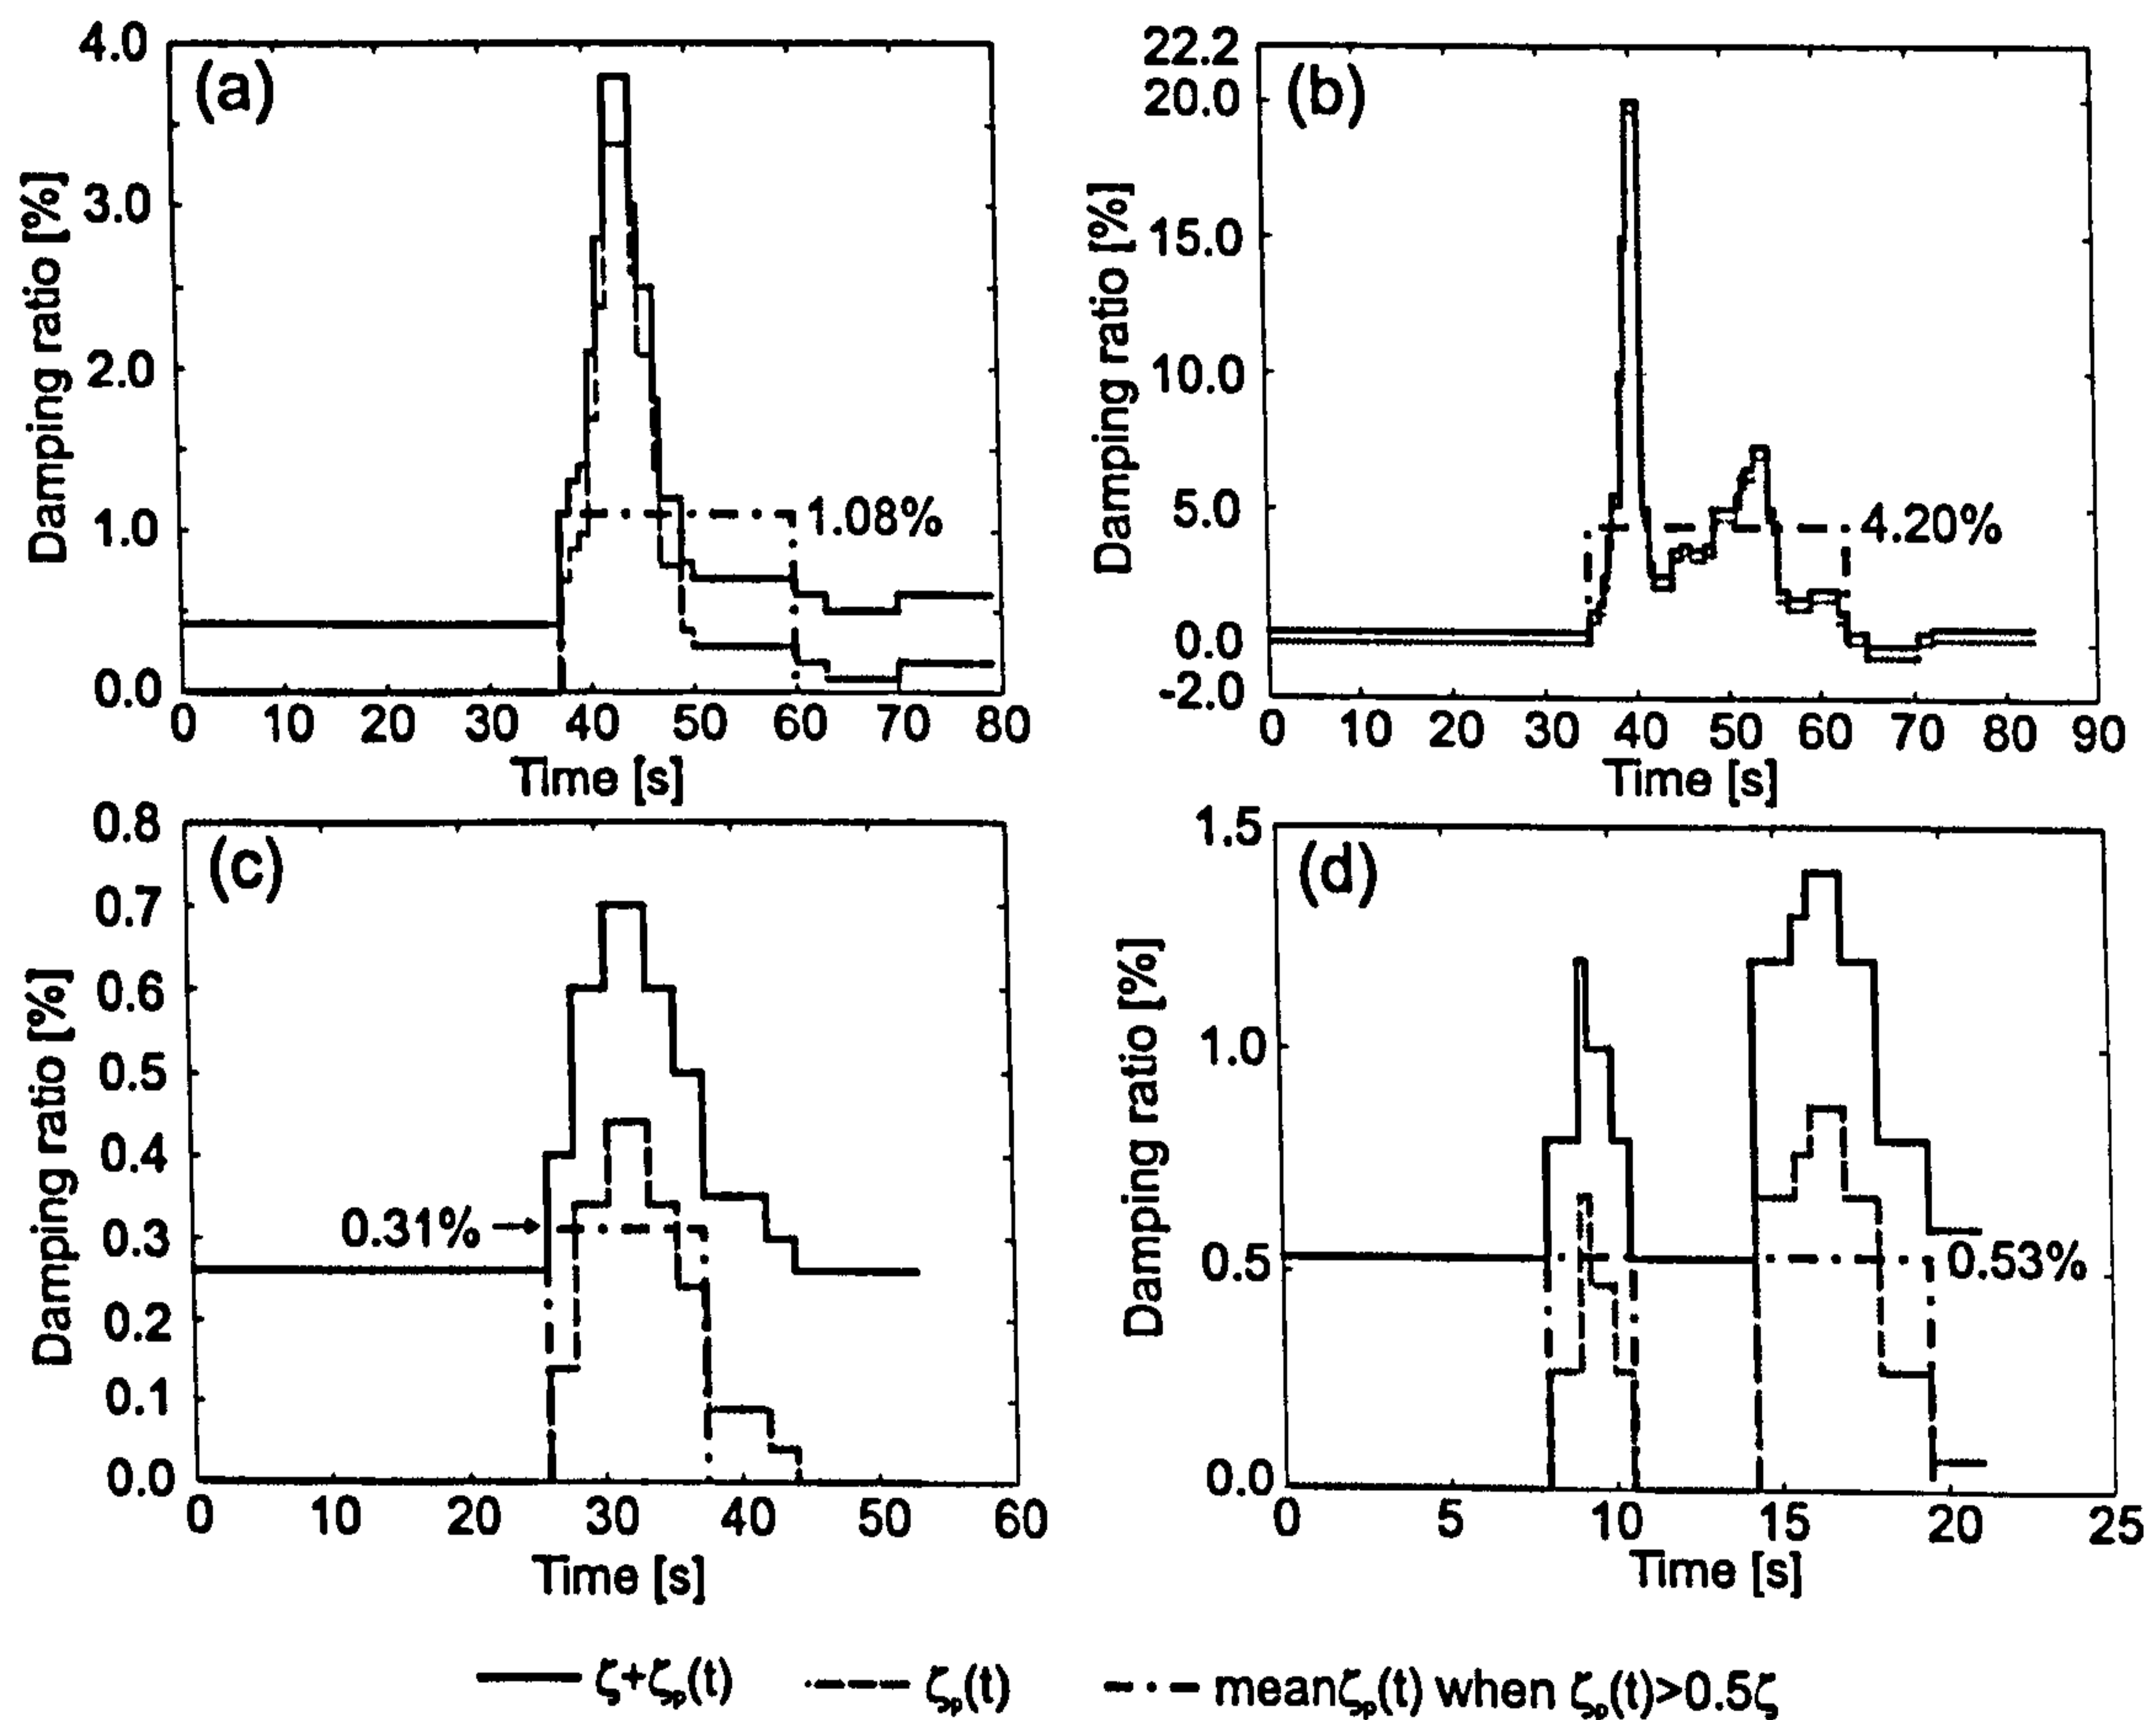 (a)
Damping ratio [%]
4.0
3.0
2.0
1.0
0.0
1.08%
0 10 20 30 40 50 60 70 80
Time [s]
(b)
Damping ratio [%]
22.2
20.0
15.0
10.0
5.0
0.0
-2.0
4.20%
0 10 20 30 40 50 60 70 80 90
Time [s]
(c)
Damping ratio [%]
0.8
0.7
0.6
0.5
0.4
0.3
0.2
0.1
0.0
0.31%
0 10 20 30 40 50 60
Time [s]
(d)
Damping ratio [%]
1.5
1.0
0.5
0.0
0.53%
0 5 10 15 20 25
Time [s]
ζ+ζₚ(t)
ζₚ(t)
meanζₚ(t) when ζₚ(t)>0.5ζ